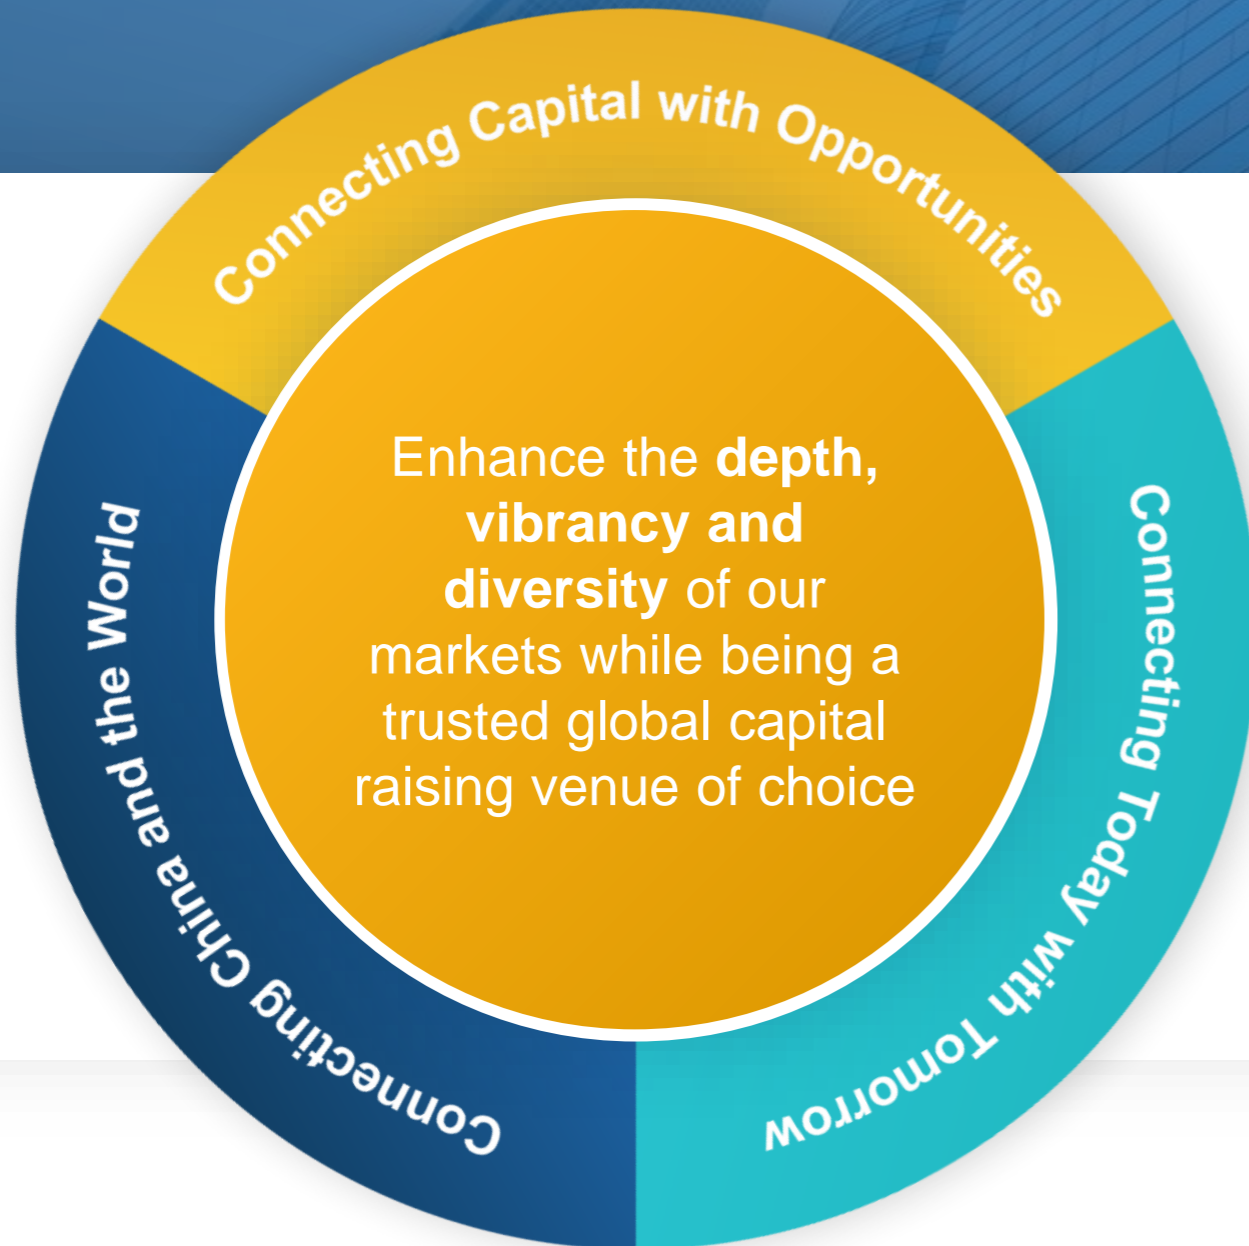 Connecting Capital with Opportunities
Connecting Today with Tomorrow
Connecting China and the World
Enhance the depth,
vibrancy and
diversity of our
markets while being a
trusted global capital
raising venue of choice